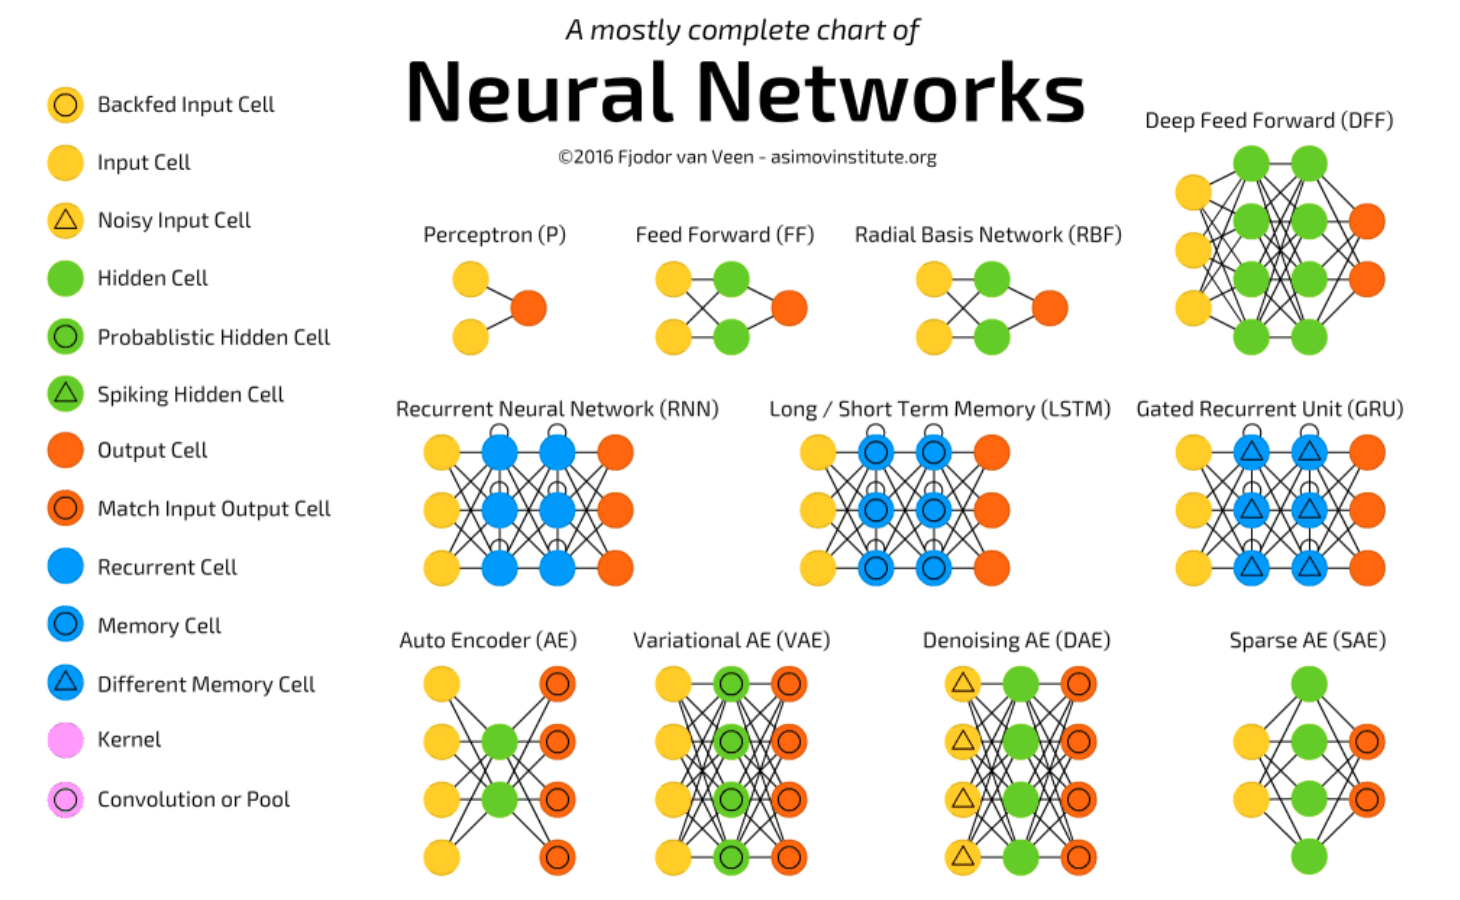 A mostly complete chart of
Neural Networks
©2016 Fjodor van Veen - asimovinstitute.org
Backfed Input Cell
Input Cell
Noisy Input Cell
Hidden Cell
Probablistic Hidden Cell
Spiking Hidden Cell
Output Cell
Match Input Output Cell
Recurrent Cell
Memory Cell
Different Memory Cell
Kernel
Convolution or Pool
Deep Feed Forward (DFF)
Perceptron (P)
Feed Forward (FF)
Radial Basis Network (RBF)
Recurrent Neural Network (RNN)
Long / Short Term Memory (LSTM)
Gated Recurrent Unit (GRU)
Auto Encoder (AE)
Variational AE (VAE)
Denoising AE (DAE)
Sparse AE (SAE)